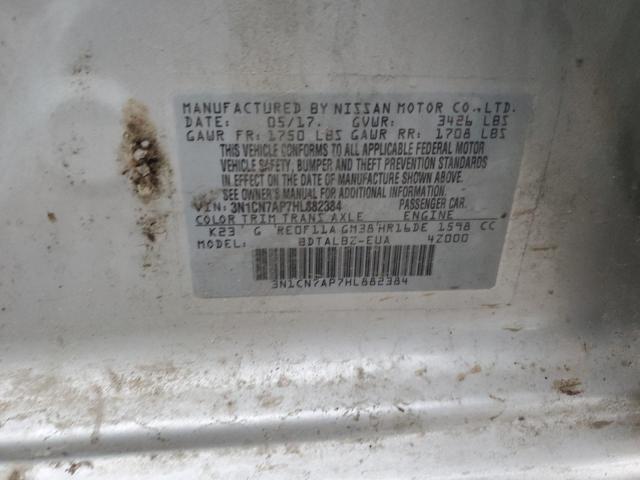 MANUFACTURED BY NISSAN MOTOR CO., LTD.
DATE: 05/17. GVWR: 3426 LBS
GAWR FR: 1750 LBS GAWR RR: 1708 LBS
THIS VEHICLE CONFORMS TO ALL APPLICABLE FEDERAL MOTOR
VEHICLE SAFETY, BUMPER AND THEFT PREVENTION STANDARDS
IN EFFECT ON THE DATE OF MANUFACTURE SHOWN ABOVE.
SEE OWNER'S MANUAL FOR ADDITIONAL INFORMATION.
VIN: 3N1CN7AP7HL882384 PASSENGER CAR.
COLOR TRIM TRANS AXLE ENGINE
K23 G RE0F11A GM38 HR16DE 1598 CC
MODEL: BDTALBZ-EUA 4Z000
3N1CN7AP7HL882384